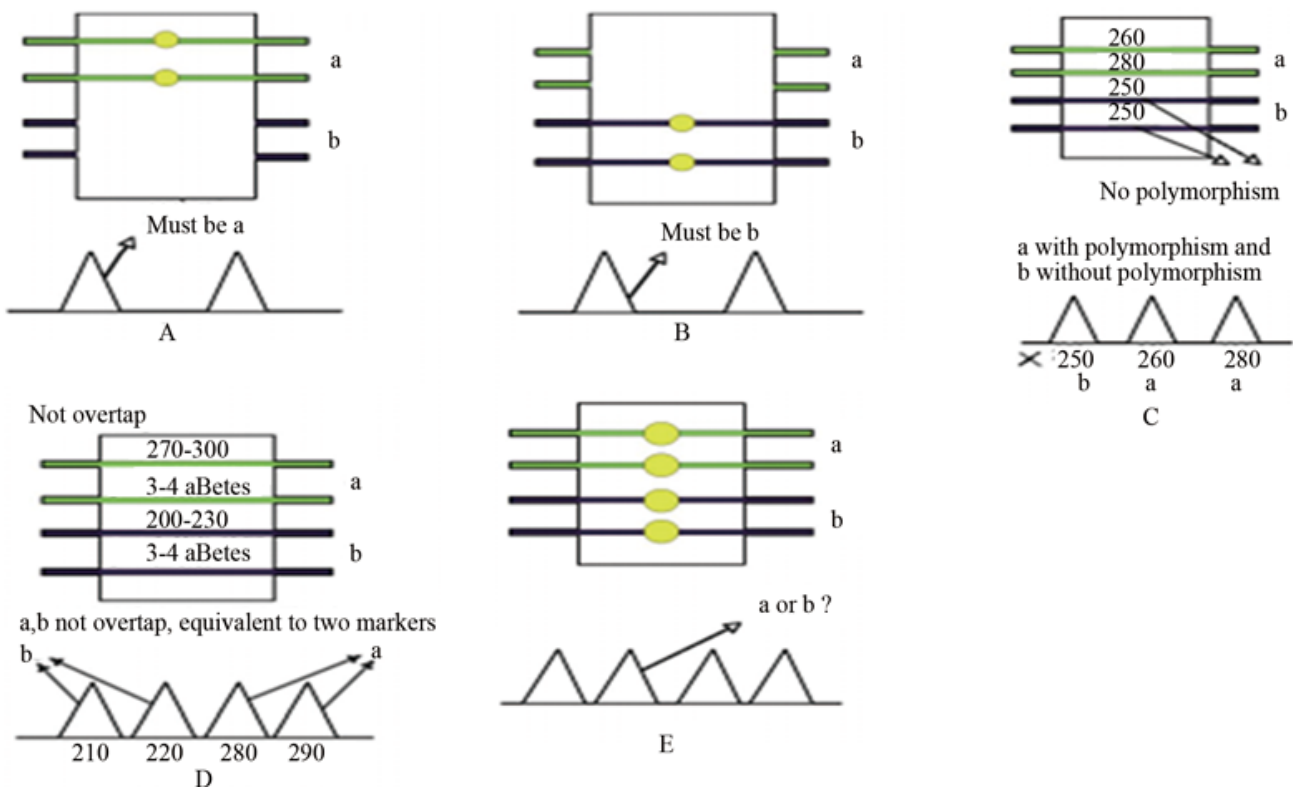 a
b
Must be a
A
a
b
Must be b
B
260
280
250
250
a
b
No polymorphism
a with polymorphism and
b without polymorphism
250
260
280
b
a
a
C
Not overtap
270-300
3-4 aBetes
200-230
3-4 aBetes
a
b
a,b not overtap, equivalent to two markers
b
a
210
220
280
290
D
a
b
a or b ?
E